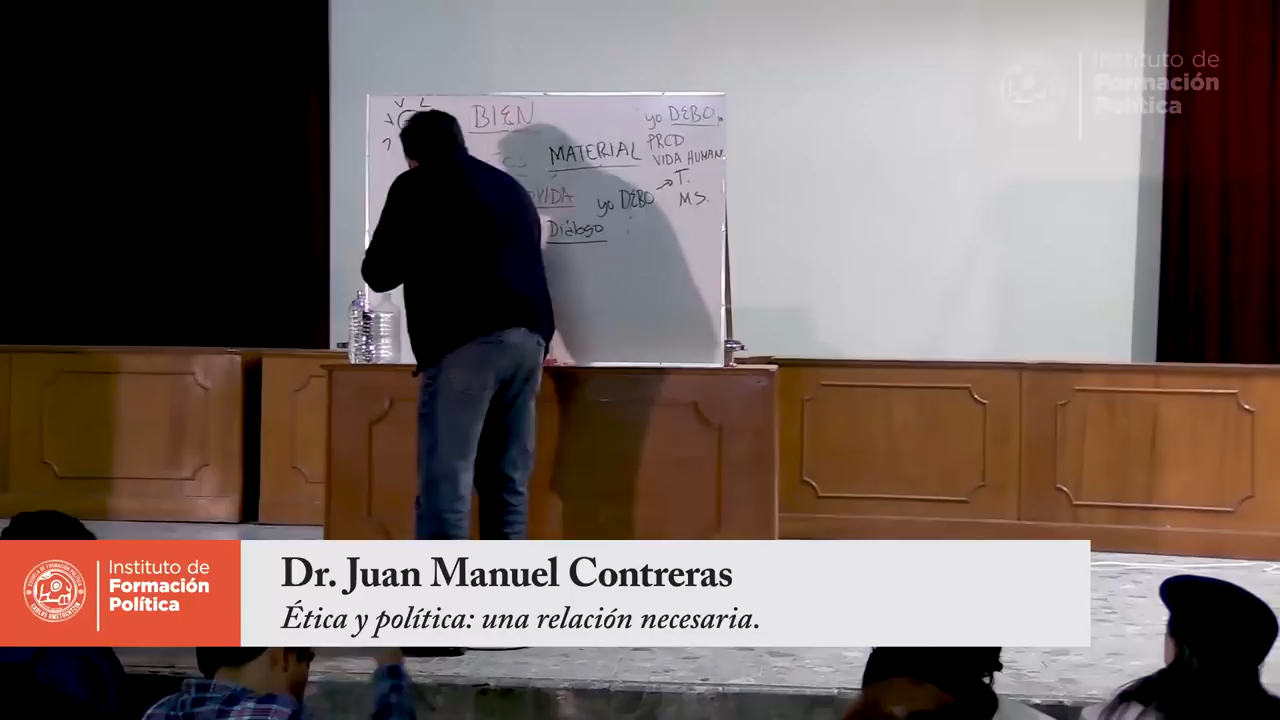 Instituto de
Formación
Política
BIEN
yo DEBO
PRCD
MATERIAL
VIDA HUMAN
T.
VIDA
yo DEBO
M S.
Diálogo
Instituto de
Formación
Política
Dr. Juan Manuel Contreras
Ética y política: una relación necesaria.